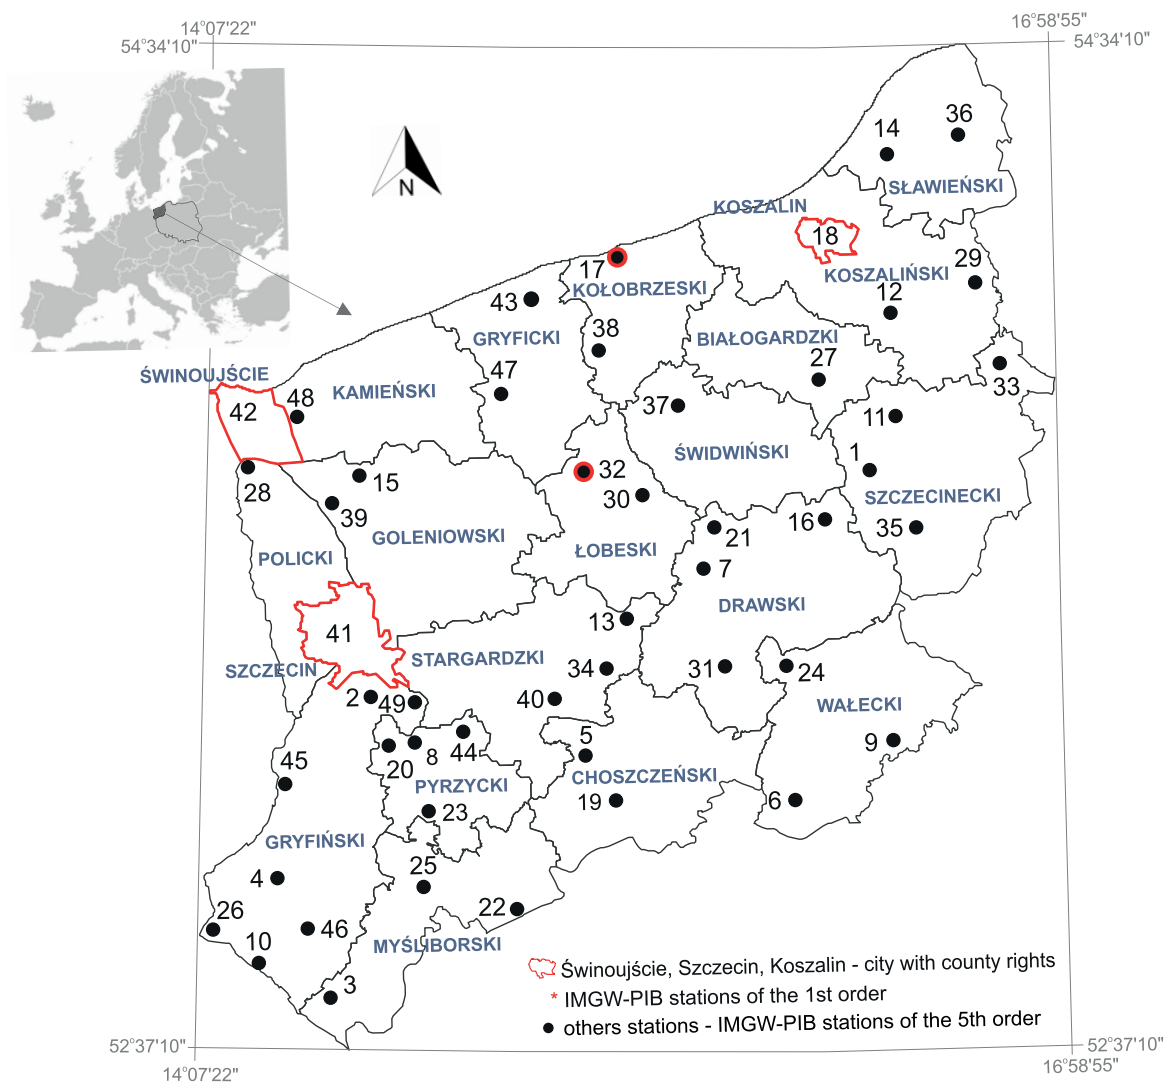 14°07'22"
16°58'55"
54°34'10"
54°34'10"
36
14
SŁAWIEŃSKI
N
KOSZALIN
18
17
29
KOSZALIŃSKI
KOŁOBRZESKI
43
12
38
GRYFICKI
BIAŁOGARDZKI
27
33
ŚWINOUJŚCIE
47
KAMIEŃSKI
48
42
37
11
ŚWIDWIŃSKI
1
32
15
28
30
SZCZECINECKI
39
16
35
GOLENIOWSKI
21
ŁOBESKI
POLICKI
7
DRAWSKI
13
41
STARGARDZKI
SZCZECIN
34
31
24
2
49
40
WAŁECKI
5
9
44
8
20
45
CHOSZCZEŃSKI
PYRZYCKI
19
6
23
GRYFIŃSKI
25
4
26
22
46
10
MYŚLIBORSKI
3
Świnoujście, Szczecin, Koszalin - city with county rights
* IMGW-PIB stations of the 1st order
others stations - IMGW-PIB stations of the 5th order
52°37'10"
52°37'10"
14°07'22"
16°58'55"